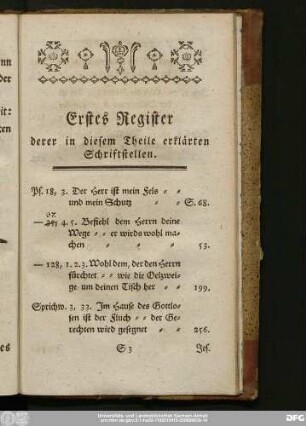 Erstes Register
derer in diesem Theile erklärten
Schriftstellen.
Ps. 18, 3. Der Herr ist mein Fels = =
und mein Schutz = = S. 68.
— 4. 5. Befiehl dem Herrn deine
Wege = = er wirds wohl ma-
chen = = = 53.
— 128, 1. 2. 3. Wohl dem, der den Herrn
fürchtet = = wie die Oelzwei-
ge um deinen Tisch her = = 199.
Sprichw. 3, 33. Im Hause des Gottlo-
sen ist der Fluch = = der Ge-
rechten wird gesegnet = = 256.
S 3 Jes.
Universitäts- und Landesbibliothek Sachsen-Anhalt
DFG